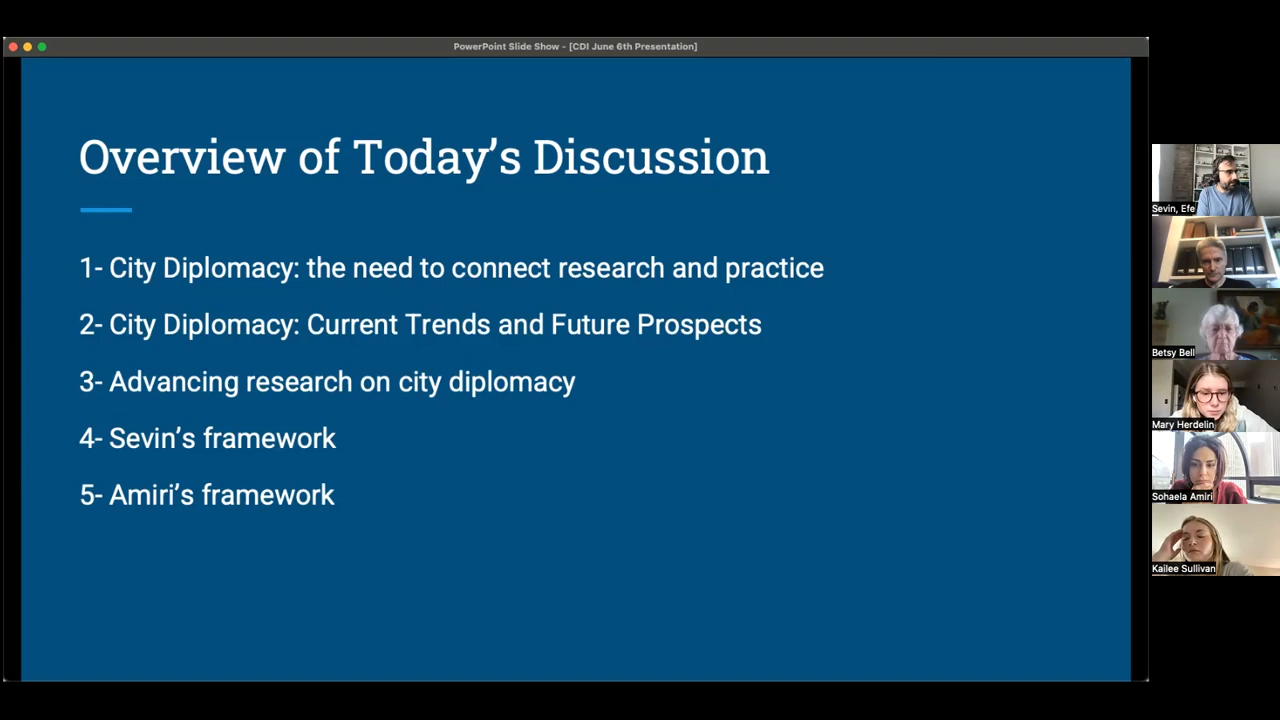 PowerPoint Slide Show - [CDI June 6th Presentation]
Overview of Today’s Discussion
1- City Diplomacy: the need to connect research and practice
2- City Diplomacy: Current Trends and Future Prospects
3- Advancing research on city diplomacy
4- Sevin’s framework
5- Amiri’s framework
Sevin, Efe
Betsy Bell
Mary Herdelin
Sohaela Amiri
Kailee Sullivan